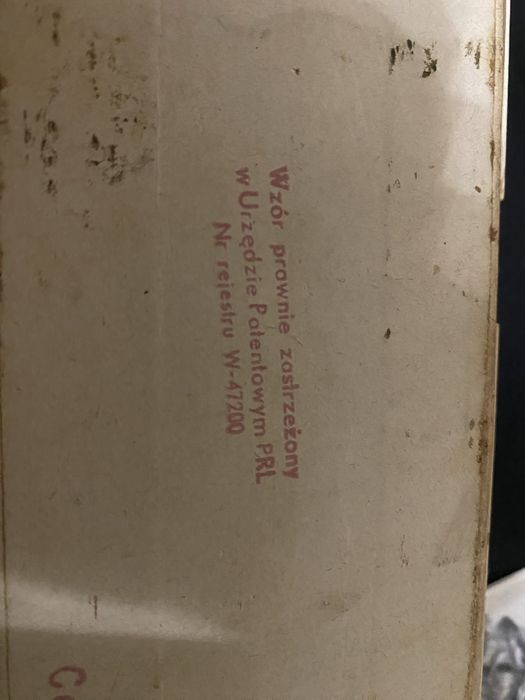 Wzór prawnie zastrzeżony
w Urzędzie Patentowym PRL
Nr rejestru W-47200